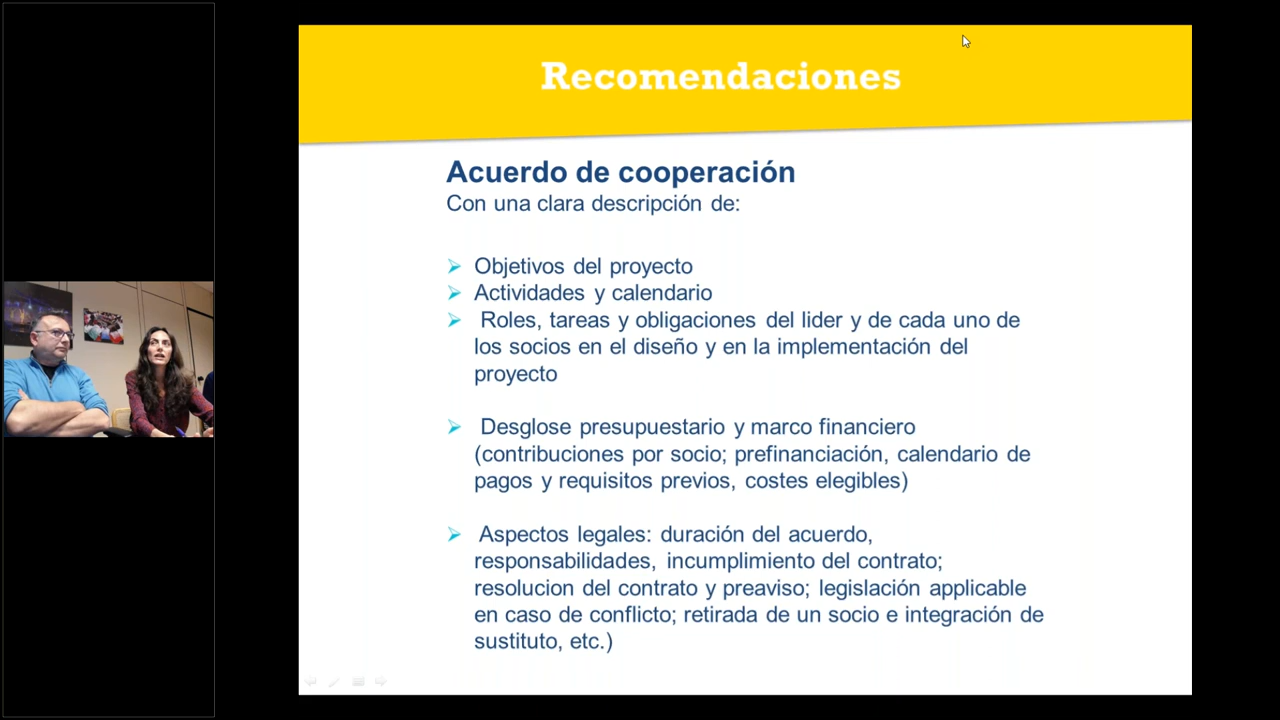 Recomendaciones
Acuerdo de cooperación
Con una clara descripción de:
Objetivos del proyecto
Actividades y calendario
Roles, tareas y obligaciones del lider y de cada uno de
los socios en el diseño y en la implementación del
proyecto
Desglose presupuestario y marco financiero
(contribuciones por socio; prefinanciación, calendario de
pagos y requisitos previos, costes elegibles)
Aspectos legales: duración del acuerdo,
responsabilidades, incumplimiento del contrato;
resolucion del contrato y preaviso; legislación applicable
en caso de conflicto; retirada de un socio e integración de
sustituto, etc.)